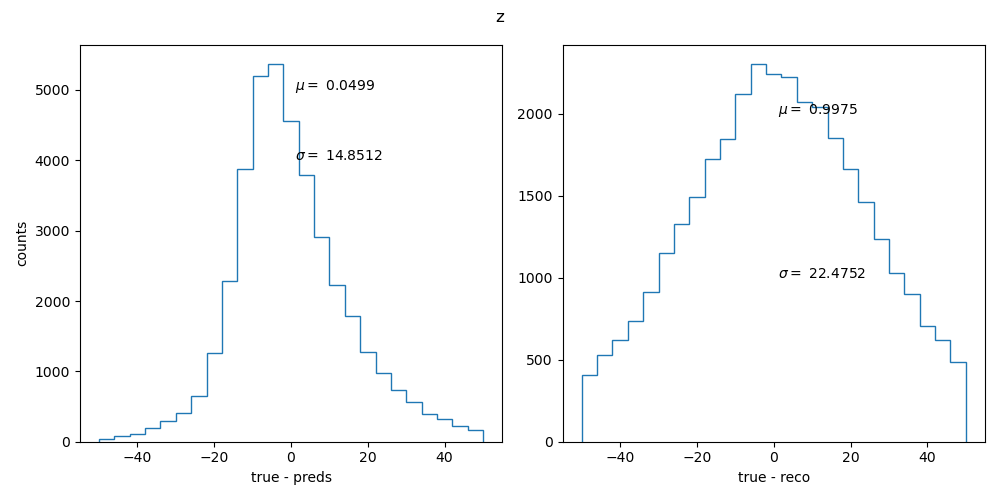 z
5000
4000
3000
2000
1000
0
counts
μ = 0.0499
σ = 14.8512
−40 −20 0 20 40
true - preds
2000
1500
1000
500
0
μ = 0.9975
σ = 22.4752
−40 −20 0 20 40
true - reco